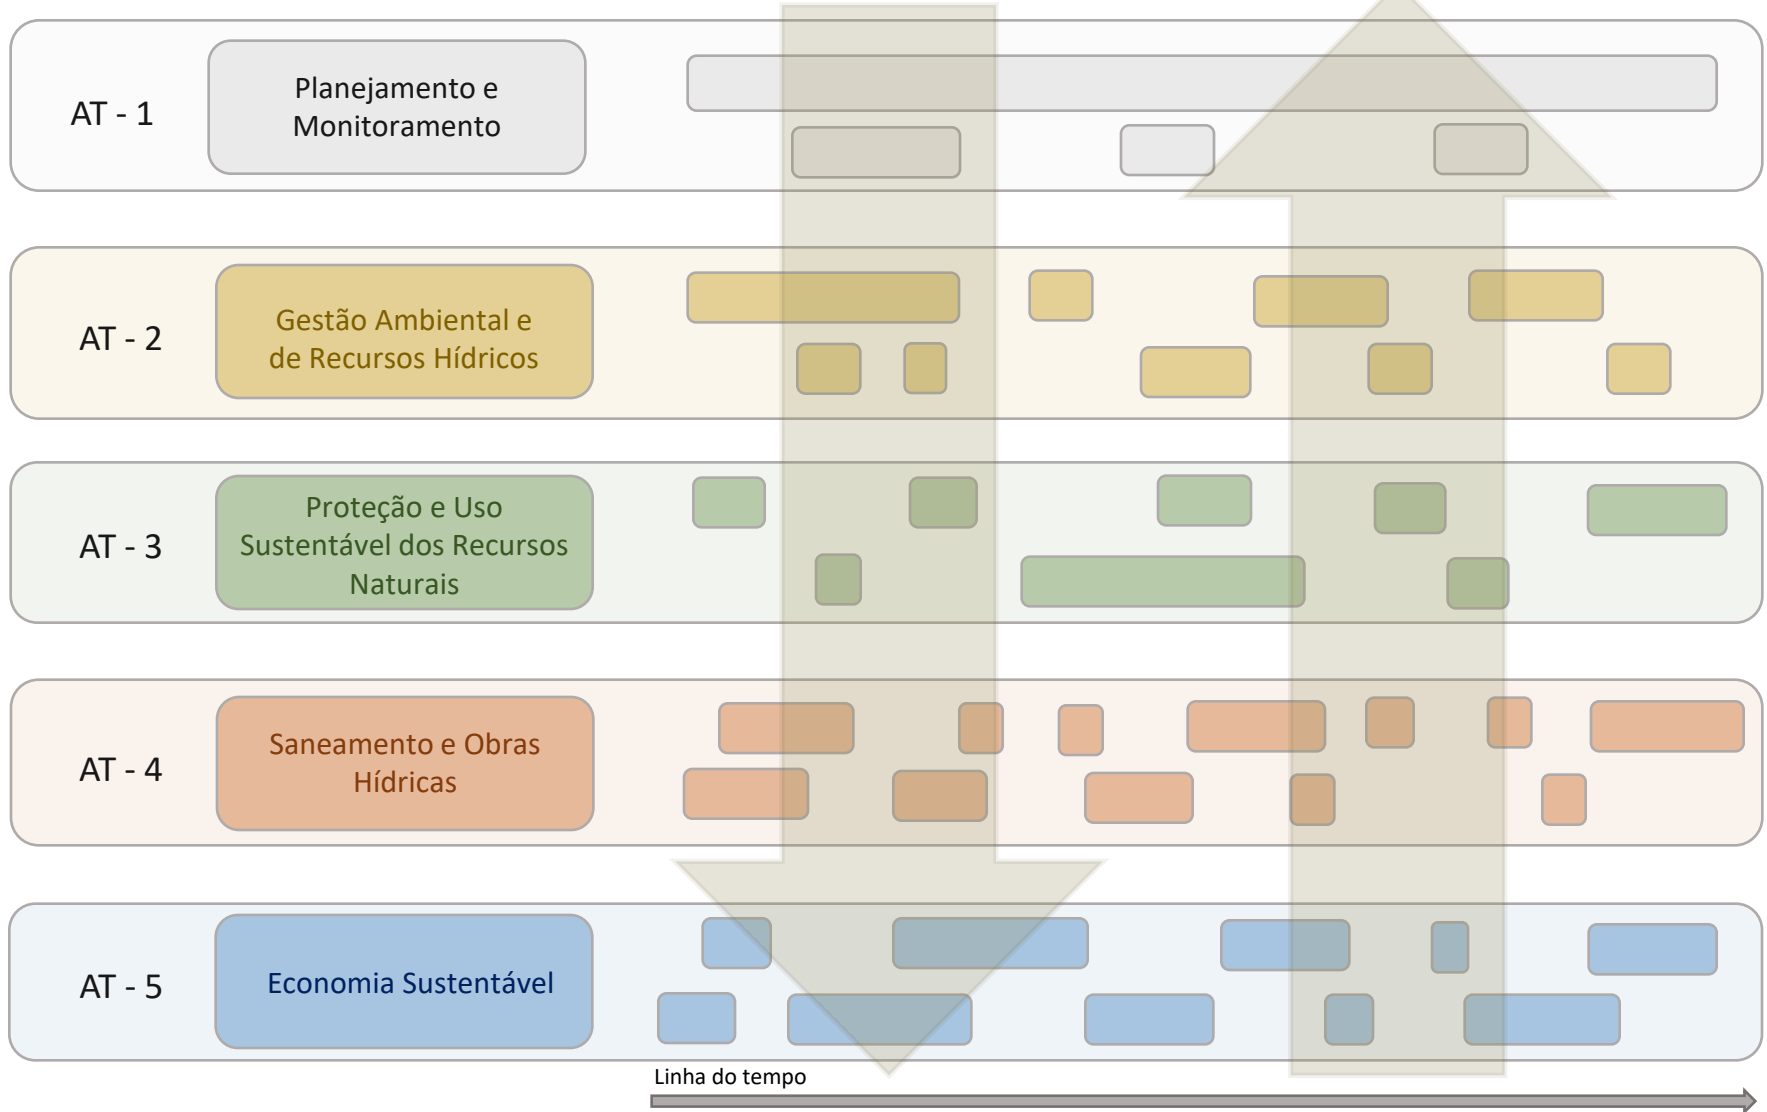 AT - 1
Planejamento e
Monitoramento
AT - 2
Gestão Ambiental e
de Recursos Hídricos
AT - 3
Proteção e Uso
Sustentável dos Recursos
Naturais
AT - 4
Saneamento e Obras
Hídricas
AT - 5
Economia Sustentável
Linha do tempo